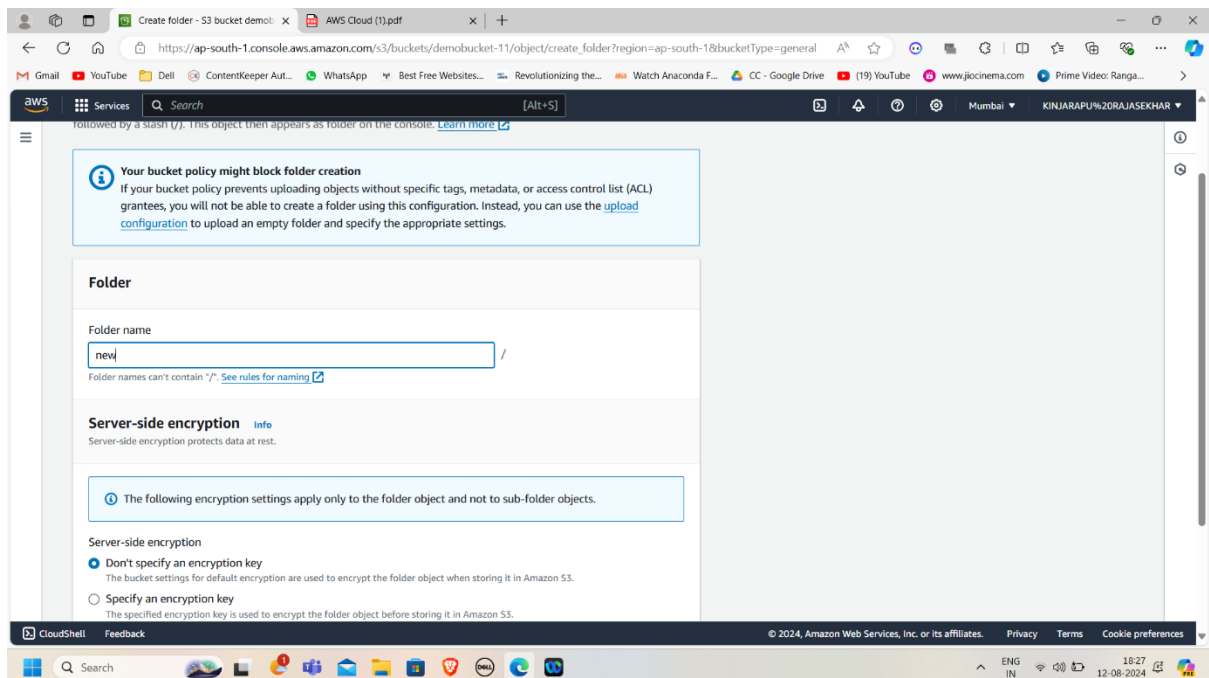 Create folder - S3 bucket demob
AWS Cloud (1).pdf
https://ap-south-1.console.aws.amazon.com/s3/buckets/demobucket-11/object/create_folder?region=ap-south-1&bucketType=general
Gmail YouTube Dell ContentKeeper Aut... WhatsApp Best Free Websites... Revolutionizing the... Watch Anaconda F... CC - Google Drive (19) YouTube www.jiocinema.com Prime Video: Ranga...
aws Services Search [Alt+S] Mumbai KINJARAPU%20RAJASEKHAR
followed by a slash (/). This object then appears as folder on the console. Learn more
Your bucket policy might block folder creation
If your bucket policy prevents uploading objects without specific tags, metadata, or access control list (ACL)
grantees, you will not be able to create a folder using this configuration. Instead, you can use the upload
configuration to upload an empty folder and specify the appropriate settings.
Folder
Folder name
new /
Folder names can't contain "/". See rules for naming
Server-side encryption Info
Server-side encryption protects data at rest.
The following encryption settings apply only to the folder object and not to sub-folder objects.
Server-side encryption
Don't specify an encryption key
The bucket settings for default encryption are used to encrypt the folder object when storing it in Amazon S3.
Specify an encryption key
The specified encryption key is used to encrypt the folder object before storing it in Amazon S3.
CloudShell Feedback © 2024, Amazon Web Services, Inc. or its affiliates. Privacy Terms Cookie preferences
Search ENG 18:27
IN 12-08-2024